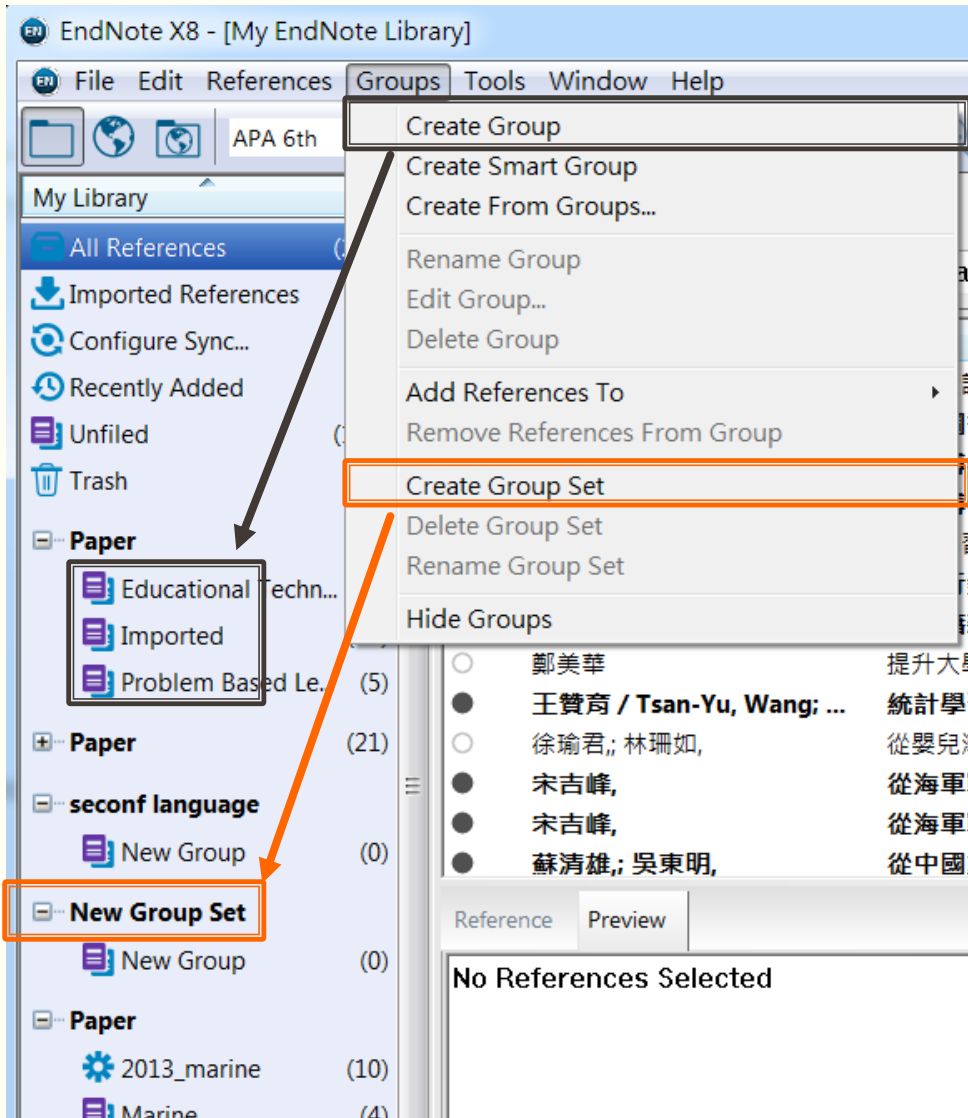 EndNote X8 - [My EndNote Library]
File Edit References Groups Tools Window Help
APA 6th
Create Group
Create Smart Group
Create From Groups...
Rename Group
Edit Group...
Delete Group
Add References To
Remove References From Group
Create Group Set
Delete Group Set
Rename Group Set
Hide Groups
My Library
All References
Imported References
Configure Sync...
Recently Added
Unfiled
Trash
Paper
Educational Techn...
Imported
Problem Based Le... (5)
Paper (21)
seconf language
New Group (0)
New Group Set
New Group (0)
Paper
2013_marine (10)
Marine (4)
鄭美華 提升大
王贊育 / Tsan-Yu, Wang; ... 統計學
徐瑜君,; 林珊如, 從嬰兒
宋吉峰, 從海軍
宋吉峰, 從海軍
蘇清雄,; 吳東明, 從中國
Reference Preview
No References Selected